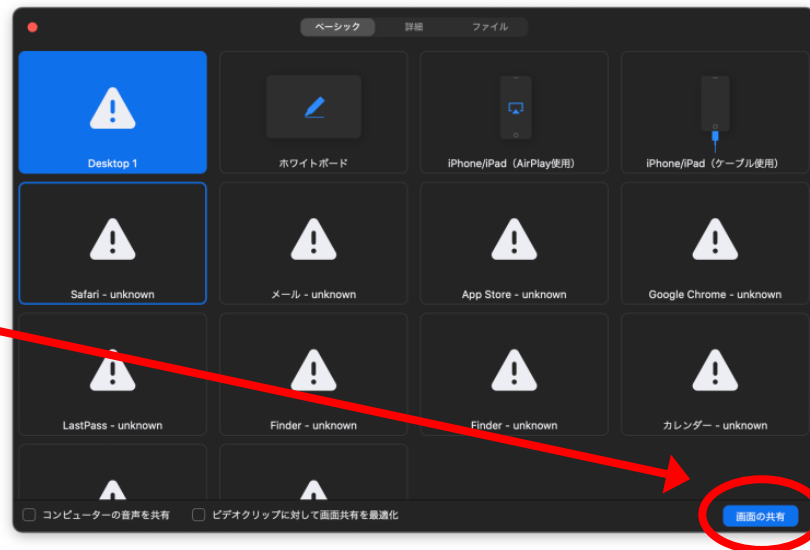 ベーシック 詳細 ファイル
Desktop 1 ホワイトボード iPhone/iPad（AirPlay使用） iPhone/iPad（ケーブル使用）
Safari - unknown メール - unknown App Store - unknown Google Chrome - unknown
LastPass - unknown Finder - unknown Finder - unknown カレンダー - unknown
コンピューターの音声を共有 ビデオクリップに対して画面共有を最適化 画面の共有